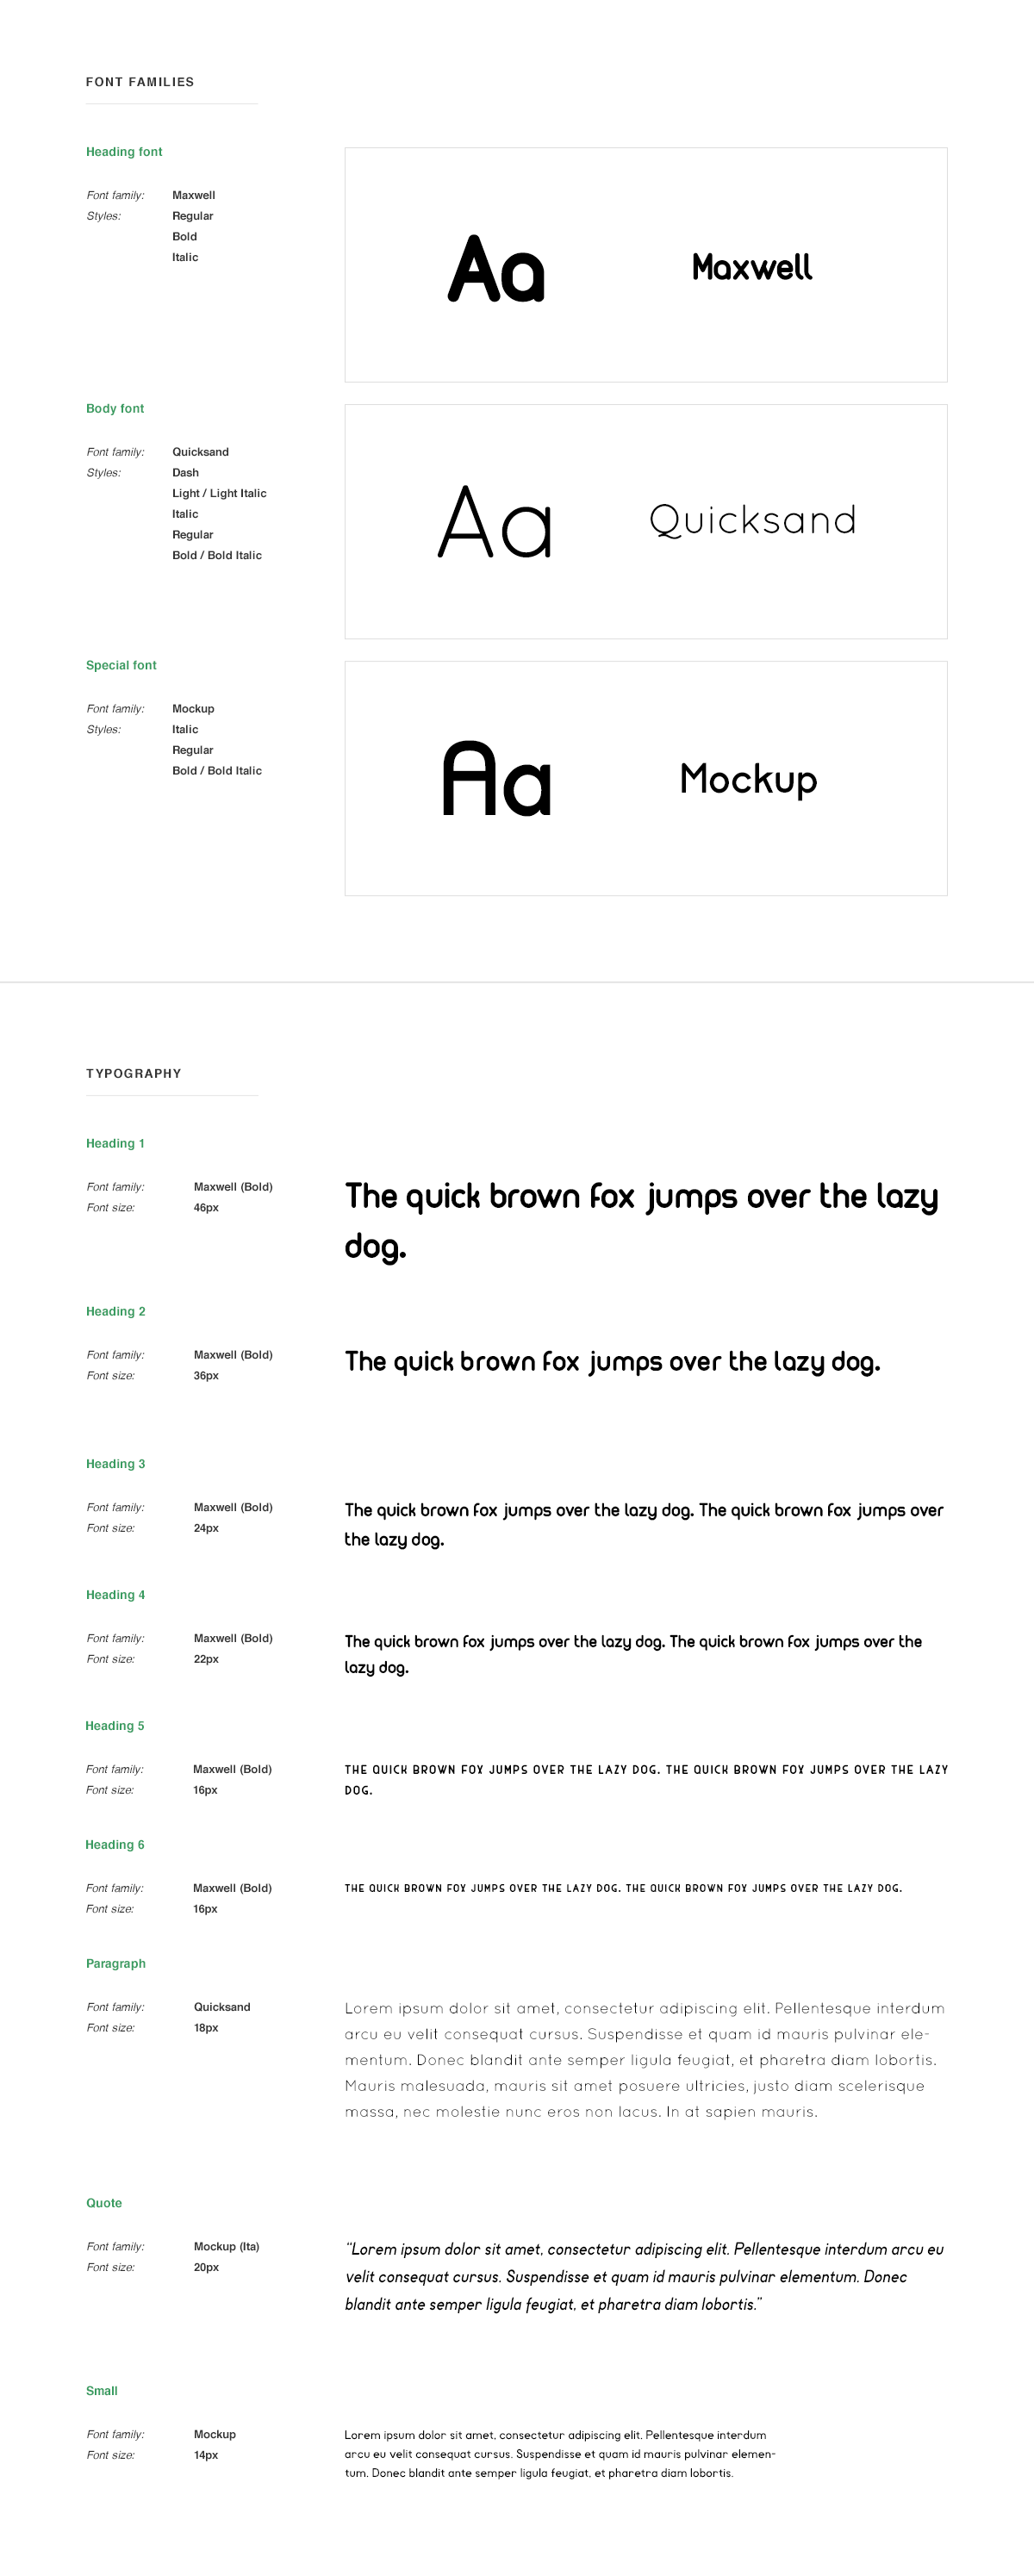 FONT FAMILIES
Heading font
Font family: Maxwell
Styles: Regular
Bold
Italic
Aa Maxwell
Body font
Font family: Quicksand
Styles: Dash
Light / Light Italic
Italic
Regular
Bold / Bold Italic
Aa Quicksand
Special font
Font family: Mockup
Styles: Italic
Regular
Bold / Bold Italic
Aa Mockup
TYPOGRAPHY
Heading 1
Font family: Maxwell (Bold)
Font size: 46px
The quick brown fox jumps over the lazy
dog.
Heading 2
Font family: Maxwell (Bold)
Font size: 36px
The quick brown fox jumps over the lazy dog.
Heading 3
Font family: Maxwell (Bold)
Font size: 24px
The quick brown fox jumps over the lazy dog. The quick brown fox jumps over
the lazy dog.
Heading 4
Font family: Maxwell (Bold)
Font size: 22px
The quick brown fox jumps over the lazy dog. The quick brown fox jumps over the
lazy dog.
Heading 5
Font family: Maxwell (Bold)
Font size: 16px
THE QUICK BROWN FOX JUMPS OVER THE LAZY DOG. THE QUICK BROWN FOX JUMPS OVER THE LAZY
DOG.
Heading 6
Font family: Maxwell (Bold)
Font size: 16px
THE QUICK BROWN FOX JUMPS OVER THE LAZY DOG. THE QUICK BROWN FOX JUMPS OVER THE LAZY DOG.
Paragraph
Font family: Quicksand
Font size: 18px
Lorem ipsum dolor sit amet, consectetur adipiscing elit. Pellentesque interdum
arcu eu velit consequat cursus. Suspendisse et quam id mauris pulvinar ele-
mentum. Donec blandit ante semper ligula feugiat, et pharetra diam lobortis.
Mauris malesuada, mauris sit amet posuere ultricies, justo diam scelerisque
massa, nec molestie nunc eros non lacus. In at sapien mauris.
Quote
Font family: Mockup (Ita)
Font size: 20px
“Lorem ipsum dolor sit amet, consectetur adipiscing elit. Pellentesque interdum arcu eu
velit consequat cursus. Suspendisse et quam id mauris pulvinar elementum. Donec
blandit ante semper ligula feugiat, et pharetra diam lobortis.”
Small
Font family: Mockup
Font size: 14px
Lorem ipsum dolor sit amet, consectetur adipiscing elit. Pellentesque interdum
arcu eu velit consequat cursus. Suspendisse et quam id mauris pulvinar elemen-
tum. Donec blandit ante semper ligula feugiat, et pharetra diam lobortis.